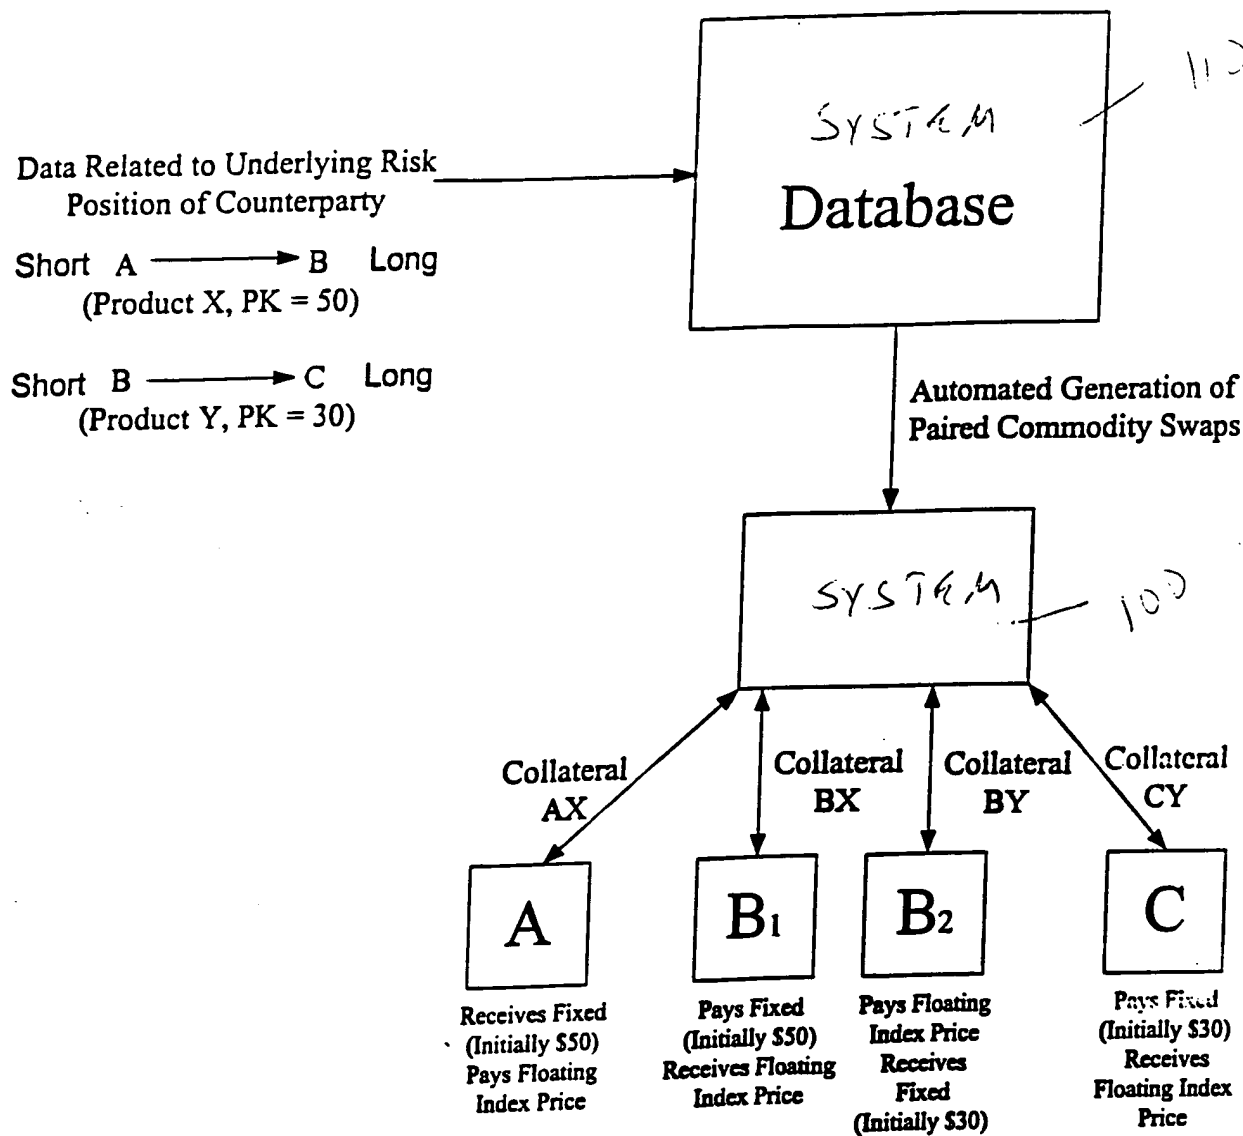 SYSTEM
110
Database
Data Related to Underlying Risk
Position of Counterparty
Short A B Long
(Product X, PK = 50)
Short B C Long
(Product Y, PK = 30)
Automated Generation of
Paired Commodity Swaps
SYSTEM
100
Collateral
AX
Collateral
BX
Collateral
BY
Collateral
CY
A
B1
B2
C
Receives Fixed
(Initially $50)
Pays Floating
Index Price
Pays Fixed
(Initially $50)
Receives Floating
Index Price
Pays Floating
Index Price
Receives
Fixed
(Initially $30)
Pays Fixed
(Initially $30)
Receives
Floating Index
Price